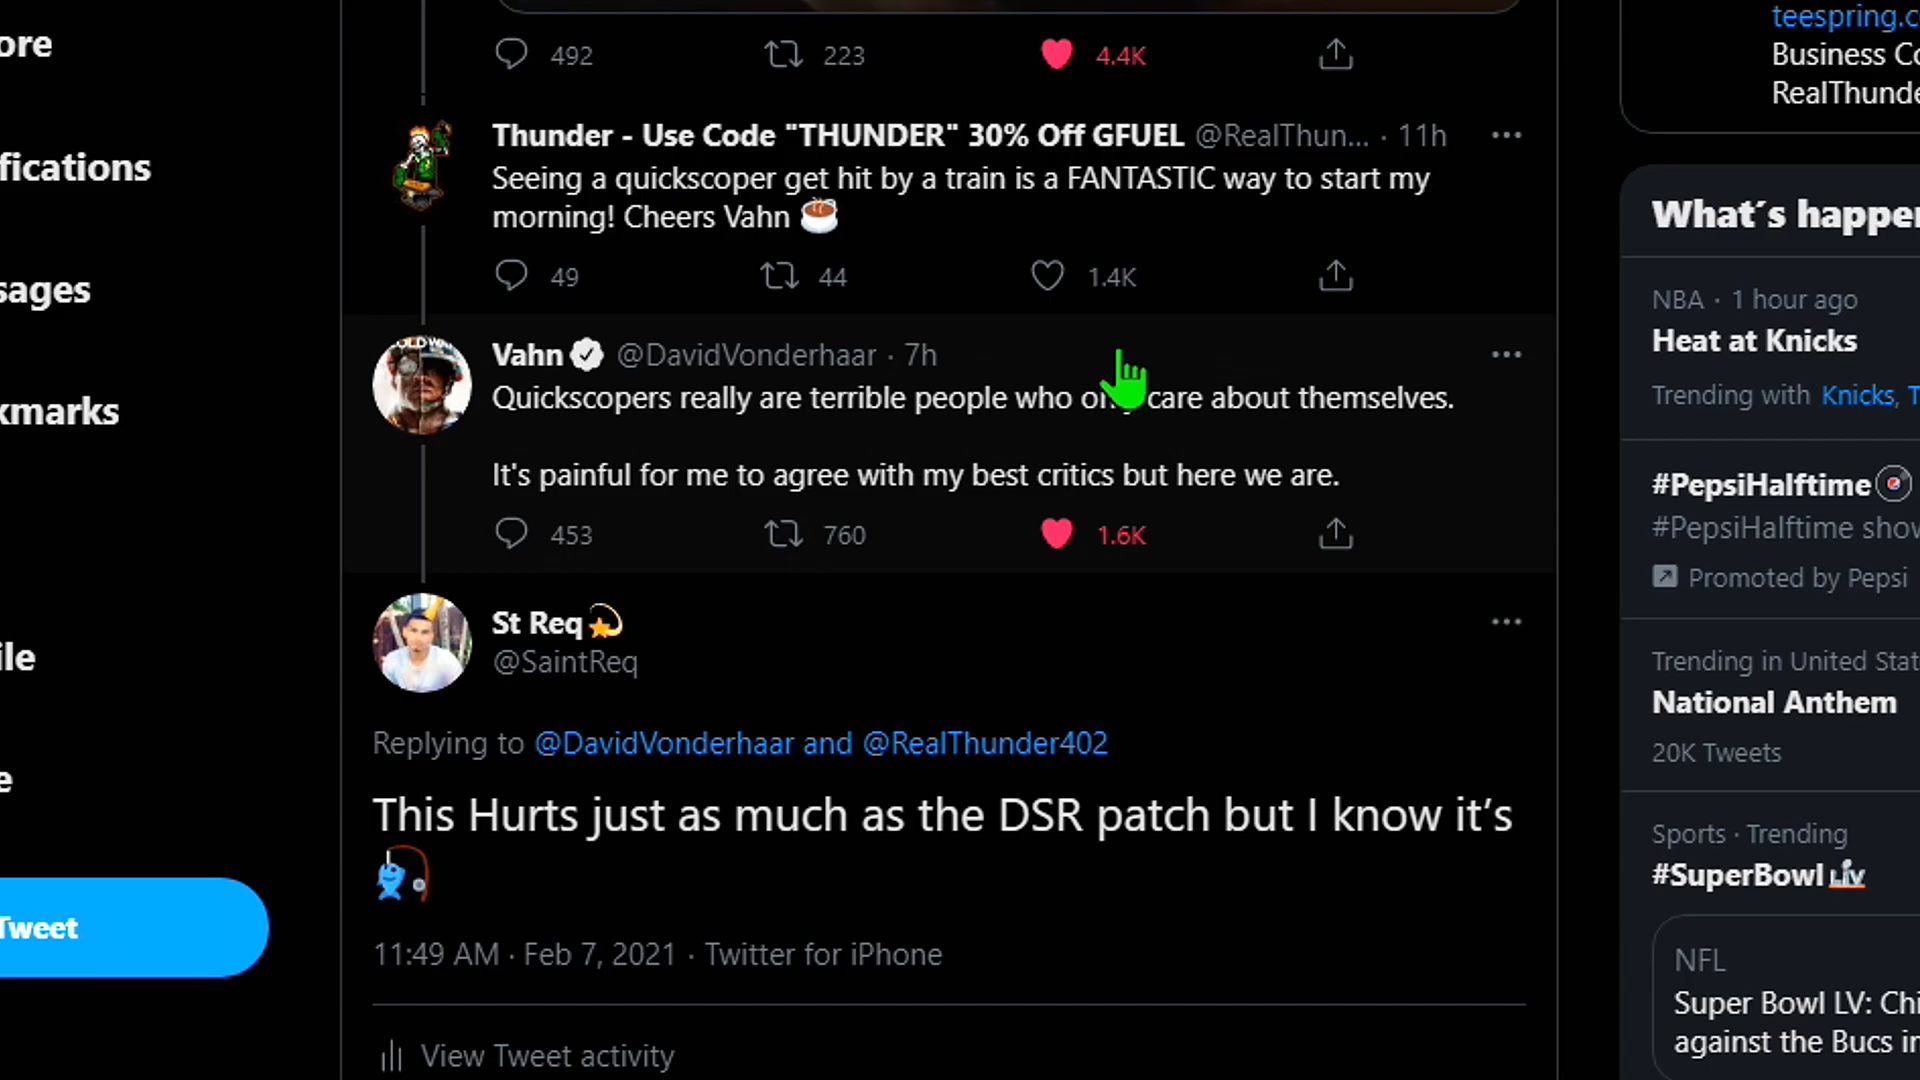 ore
fications
sages
kmarks
ile
e
Tweet
492 223 4.4K
Thunder - Use Code "THUNDER" 30% Off GFUEL @RealThun... · 11h
Seeing a quickscoper get hit by a train is a FANTASTIC way to start my
morning! Cheers Vahn
49 44 1.4K
OLD WA
Vahn @DavidVonderhaar · 7h
Quickscopers really are terrible people who on y care about themselves.
It's painful for me to agree with my best critics but here we are.
453 760 1.6K
St Req
@SaintReq
Replying to @DavidVonderhaar and @RealThunder402
This Hurts just as much as the DSR patch but I know it’s
11:49 AM · Feb 7, 2021 · Twitter for iPhone
View Tweet activity
teespring.c
Business Co
RealThunde
What's happen
NBA · 1 hour ago
Heat at Knicks
Trending with Knicks, T
#PepsiHalftime
#PepsiHalftime show
Promoted by Pepsi
Trending in United Stat
National Anthem
20K Tweets
Sports · Trending
#SuperBowl LIV
NFL
Super Bowl LV: Chi
against the Bucs in